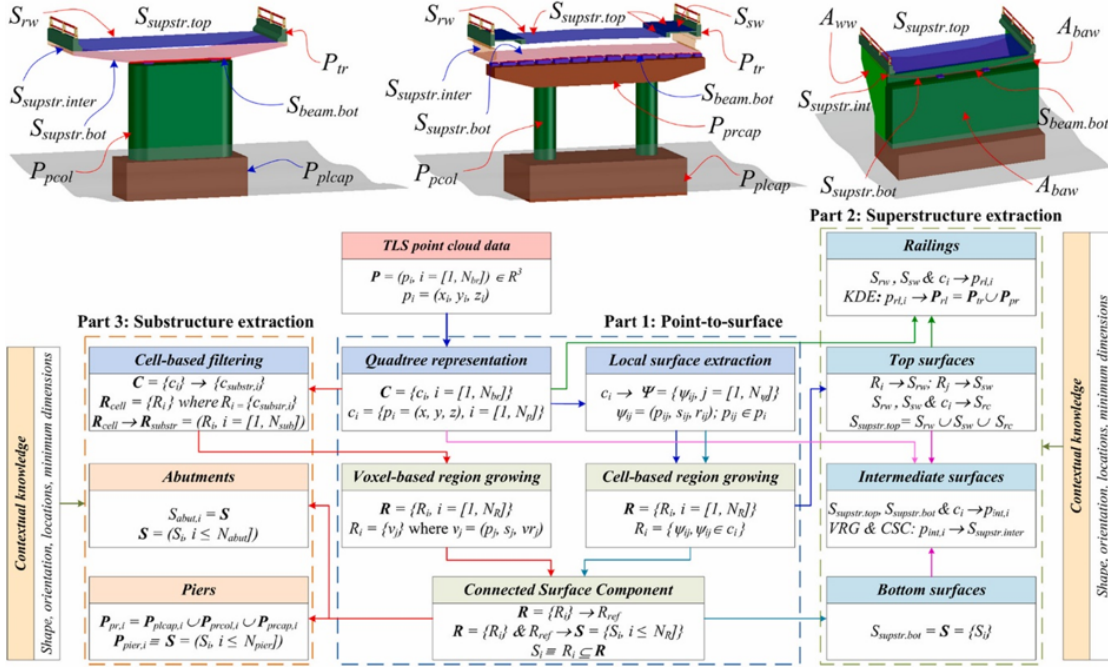 S_rw
S_supstr.top
P_tr
S_supstr.inter
S_supstr.bot
S_beam.bot
P_pcol
P_plcap
S_rw
S_supstr.top
S_sw
P_tr
S_supstr.inter
S_supstr.bot
S_beam.bot
P_prcap
P_pcol
P_plcap
A_ww
S_supstr.top
A_baw
S_supstr.int
S_beam.bot
S_supstr.bot
A_baw
TLS point cloud data
P = (p_i, i = [1, N_br]) ∈ R^3
p_i = (x_i, y_i, z_i)
Part 2: Superstructure extraction
Railings
S_rw, S_sw & c_i → p_rl,i
KDE: p_rl,i → P_rl = P_tr ∪ P_pr
Part 3: Substructure extraction
Part 1: Point-to-surface
Cell-based filtering
C = {c_i} → {c_substr,i}
R_cell = {R_i} where R_i = {c_substr,i}
R_cell → R_substr = (R_i, i = [1, N_sub])
Quadtree representation
C = {c_i, i = [1, N_br]}
c_i = {p_i = (x, y, z), i = [1, N_p]}
Local surface extraction
c_i → Ψ = {ψ_ij, j = [1, N_ψ]}
ψ_ij = (p_ij, s_ij, r_ij); p_ij ∈ p_i
Top surfaces
R_i → S_rw; R_j → S_sw
S_rw, S_sw & c_i → S_rc
S_supstr.top = S_rw ∪ S_sw ∪ S_rc
Abutments
S_abut,i = S
S = (S_i, i ≤ N_abut])
Voxel-based region growing
R = {R_i, i = [1, N_R]}
R_i = {v_j} where v_j = (p_j, s_j, vr_j)
Cell-based region growing
R = {R_i, i = [1, N_R]}
R_i = {ψ_ij, ψ_ij ∈ c_i}
Intermediate surfaces
S_supstr.top, S_supstr.bot & c_i → p_int,i
VRG & CSC: p_int,i → S_supstr.inter
Piers
P_pr,i = P_plcap,i ∪ P_prcol,i ∪ P_prcap,i
P_pier,i ≡ S = (S_i, i ≤ N_pier])
Connected Surface Component
R = {R_i} → R_ref
R = {R_i} & R_ref → S = {S_i, i ≤ N_R]}
S_i ≡ R_i ⊆ R
Bottom surfaces
S_supstr.bot = S = {S_i}
Contextual knowledge
Shape, orientation, locations, minimum dimensions
Contextual knowledge
Shape, orientation, locations, minimum dimensions